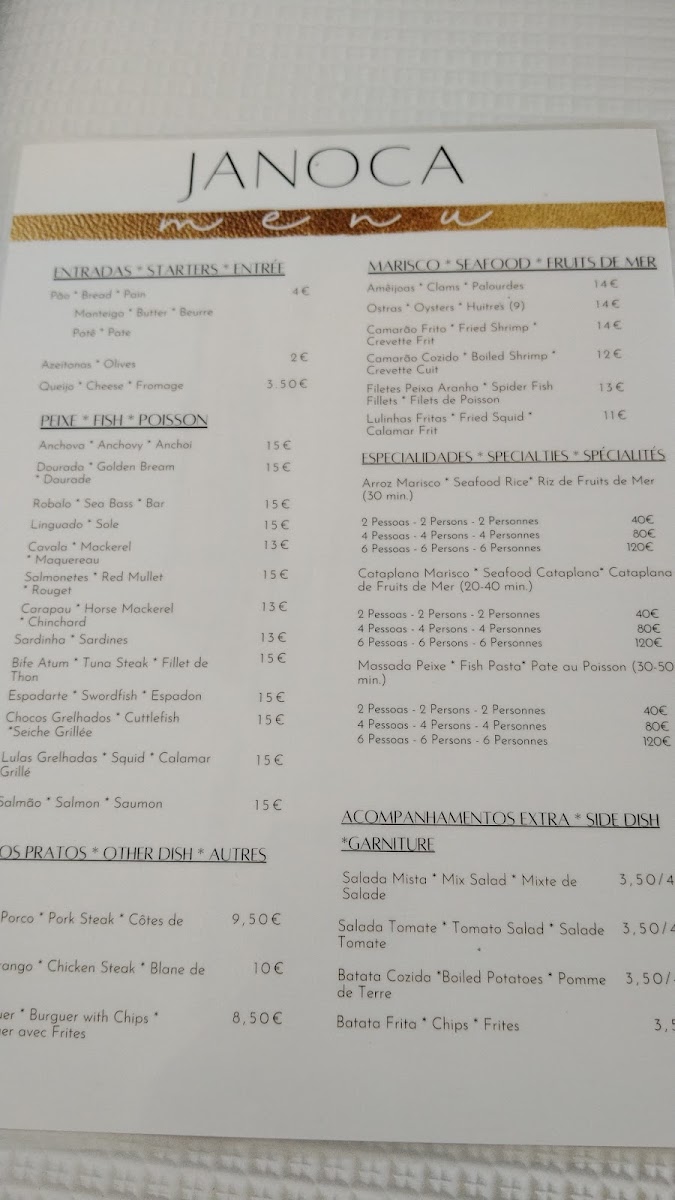 JANOCA
menu
ENTRADAS * STARTERS * ENTRÉE
Pão * Bread * Pain 4€
Manteiga * Butter * Beurre
Patê * Pate
Azeitonas * Olives 2€
Queijo * Cheese * Fromage 3.50€
PEIXE * FISH * POISSON
Anchova * Anchovy * Anchoi 15€
Dourada * Golden Bream 15€
* Daurade
Robalo * Sea Bass * Bar 15€
Linguado * Sole 15€
Cavala * Mackerel 13€
* Maquereau
Salmonetes * Red Mullet 15€
* Rouget
Carapau * Horse Mackerel 13€
* Chinchard
Sardinha * Sardines 13€
Bife Atum * Tuna Steak * Fillet de 15€
Thon
Espadarte * Swordfish * Espadon 15€
Chocos Grelhados * Cuttlefish 15€
*Seiche Grillée
Lulas Grelhadas * Squid * Calamar 15€
Grillé
Salmão * Salmon * Saumon 15€
OS PRATOS * OTHER DISH * AUTRES
Porco * Pork Steak * Côtes de 9,50€
ango * Chicken Steak * Blane de 10€
er * Burguer with Chips * 8,50€
er avec Frites
MARISCO * SEAFOOD * FRUITS DE MER
Amêijoas * Clams * Palourdes 14€
Ostras * Oysters * Huitres (9) 14€
Camarão Frito * Fried Shrimp * 14€
Crevette Frit
Camarão Cozido * Boiled Shrimp * 12€
Crevette Cuit
Filetes Peixa Aranha * Spider Fish 13€
Fillets * Filets de Poisson
Lulinhas Fritas * Fried Squid * 11€
Calamar Frit
ESPECIALIDADES * SPECIALTIES * SPÉCIALITÉS
Arroz Marisco * Seafood Rice* Riz de Fruits de Mer
(30 min.)
2 Pessoas - 2 Persons - 2 Personnes 40€
4 Pessoas - 4 Persons - 4 Personnes 80€
6 Pessoas - 6 Persons - 6 Personnes 120€
Cataplana Marisco * Seafood Cataplana* Cataplana
de Fruits de Mer (20-40 min.)
2 Pessoas - 2 Persons - 2 Personnes 40€
4 Pessoas - 4 Persons - 4 Personnes 80€
6 Pessoas - 6 Persons - 6 Personnes 120€
Massada Peixe * Fish Pasta* Pate au Poisson (30-50
min.)
2 Pessoas - 2 Persons - 2 Personnes 40€
4 Pessoas - 4 Persons - 4 Personnes 80€
6 Pessoas - 6 Persons - 6 Personnes 120€
ACOMPANHAMENTOS EXTRA * SIDE DISH
*GARNITURE
Salada Mista * Mix Salad * Mixte de 3,50/4
Salade
Salada Tomate * Tomato Salad * Salade 3,50/4
Tomate
Batata Cozida *Boiled Potatoes * Pomme 3,50/
de Terre
Batata Frita * Chips * Frites 3,5